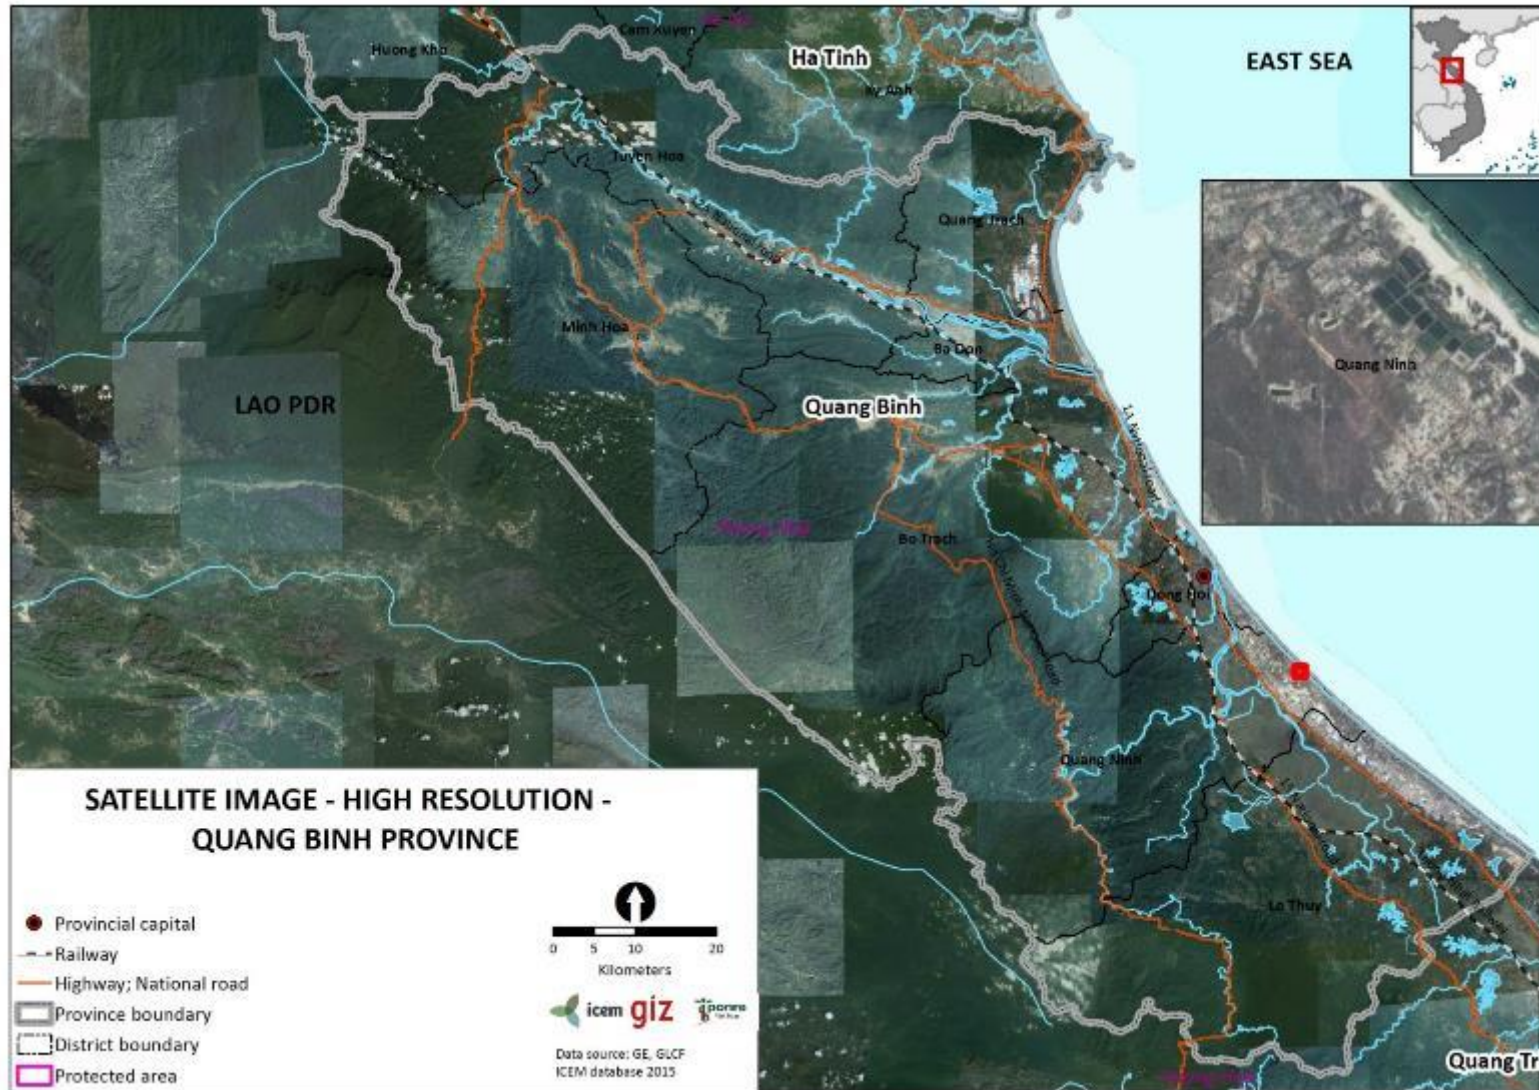 EAST SEA
Ha Tinh
Cam Xuyen
Huong Khe
Ky Anh
Tuyen Hoa
Quang Trach
Minh Hoa
Ba Don
Quang Ninh
LAO PDR
Quang Binh
Bo Trach
Dong Hoi
Quang Ninh
Le Thuy
Quang Tr
SATELLITE IMAGE - HIGH RESOLUTION -
QUANG BINH PROVINCE
Provincial capital
Railway
Highway; National road
Province boundary
District boundary
Protected area
0 5 10 20
Kilometers
icem giz
Data source: GE, GLCF
ICEM database 2015